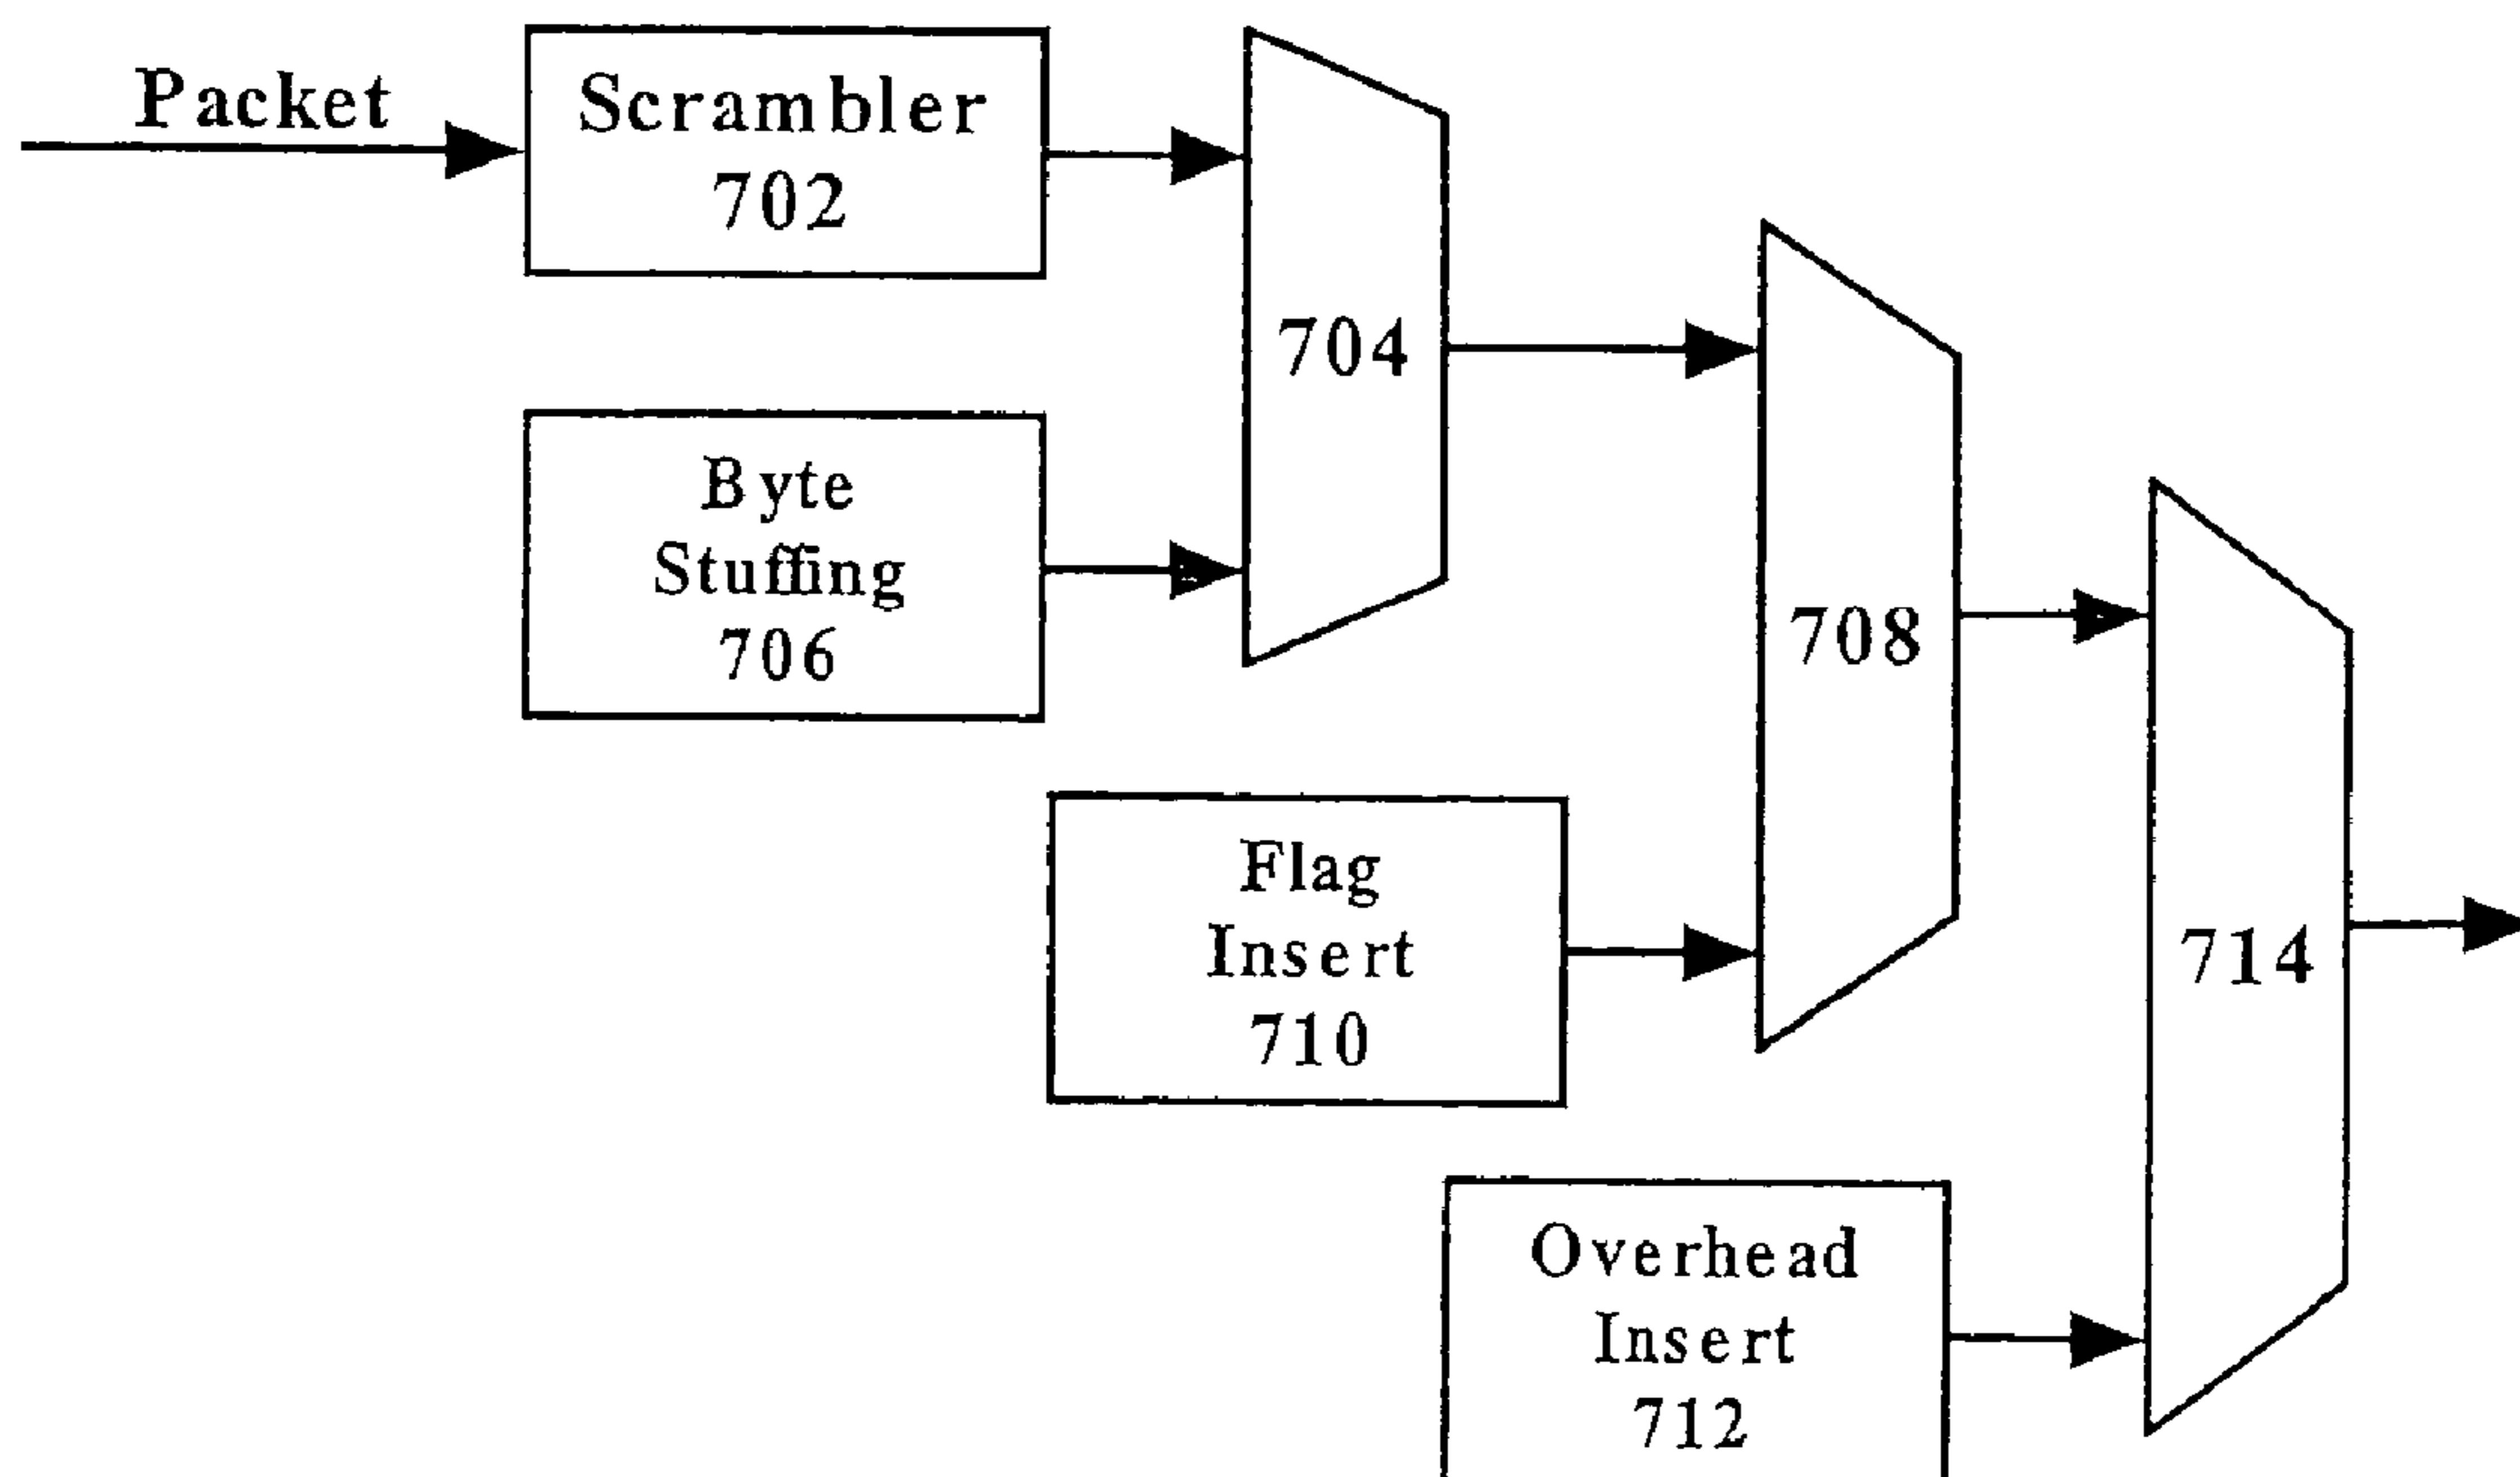 Packet
Scrambler
702
704
Byte
Stuffing
706
708
Flag
Insert
710
714
Overhead
Insert
712